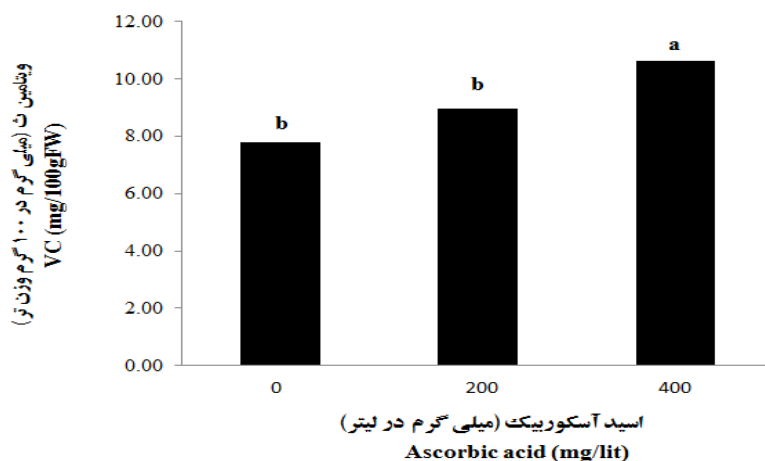 12.00
10.00
8.00
6.00
4.00
2.00
0.00
ویتامین ث (میلی گرم در ۱۰۰ گرم وزن تر)
VC (mg/100gFW)
b
b
a
0
200
400
اسید آسکوربیک (میلی گرم در لیتر)
Ascorbic acid (mg/lit)